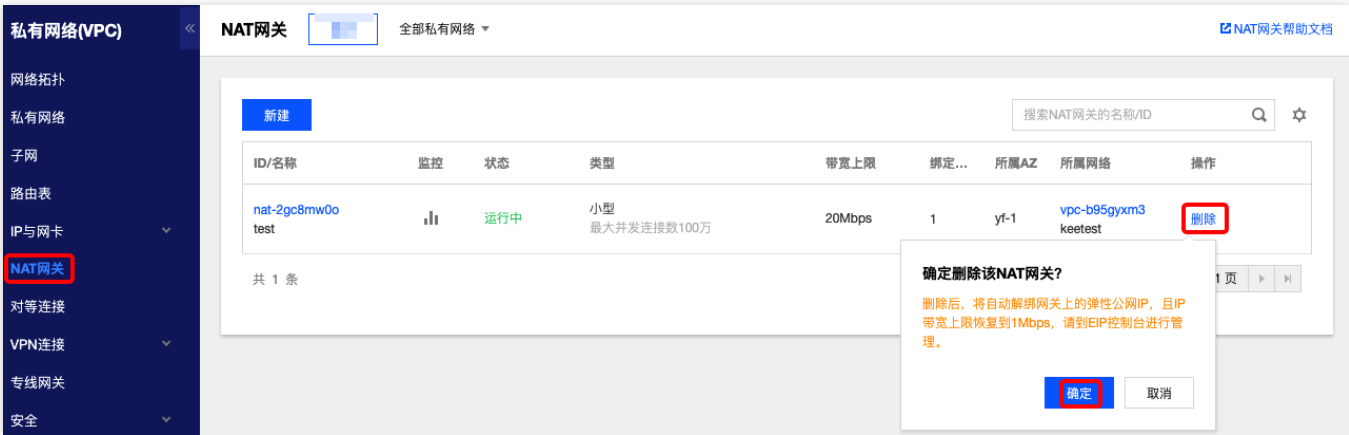 私有网络(VPC)
NAT网关
全部私有网络
NAT网关帮助文档
网络拓扑
私有网络
子网
路由表
IP与网卡
NAT网关
对等连接
VPN连接
专线网关
安全
新建
搜索NAT网关的名称/ID
ID/名称 监控 状态 类型 带宽上限 绑定... 所属AZ 所属网络 操作
nat-2gc8mw0o
test
运行中
小型
最大并发连接数100万
20Mbps
1
yf-1
vpc-b95gyxm3
keetest
删除
共 1 条
1 页
确定删除该NAT网关?
删除后，将自动解绑网关上的弹性公网IP，且IP
带宽上限恢复到1Mbps，请到EIP控制台进行管
理。
确定
取消